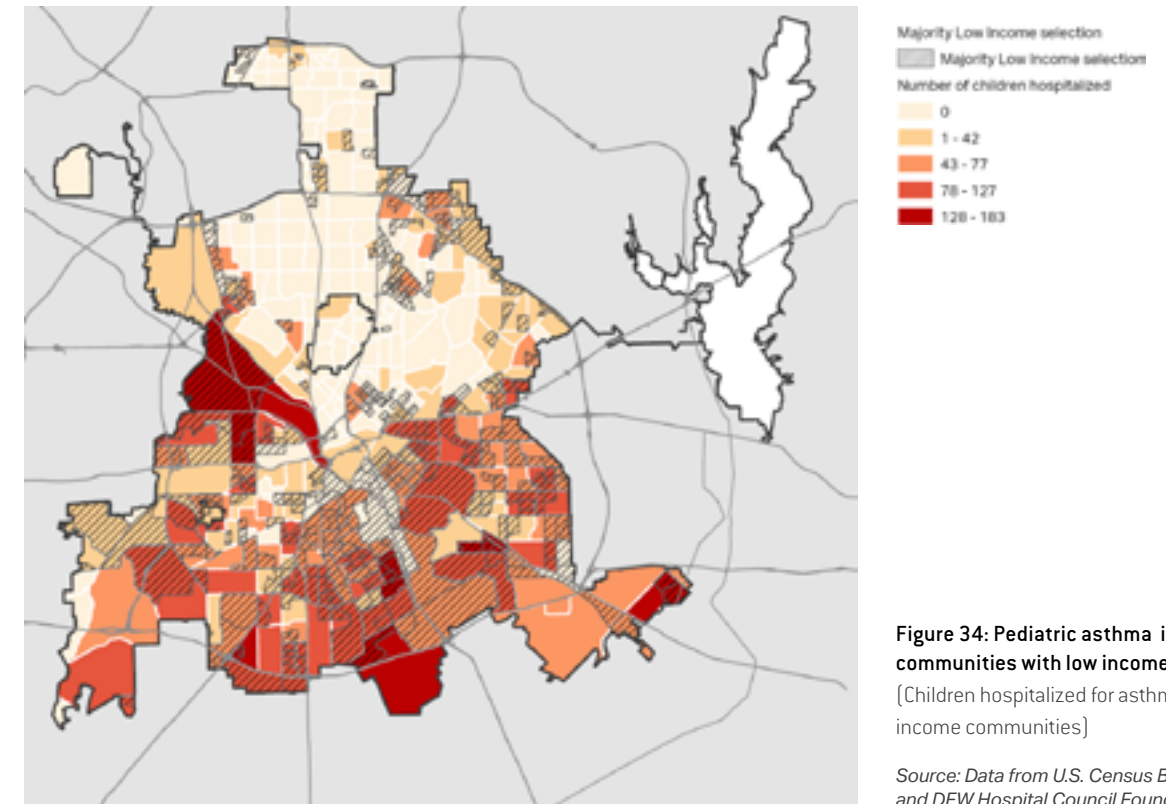 Majority Low Income selection
Majority Low Income selection
Number of children hospitalized
0
1 - 42
43 - 77
78 - 127
128 - 183
Figure 34: Pediatric asthma i
communities with low income
(Children hospitalized for asthm
income communities)
Source: Data from U.S. Census B
and DFW Hospital Council Foun